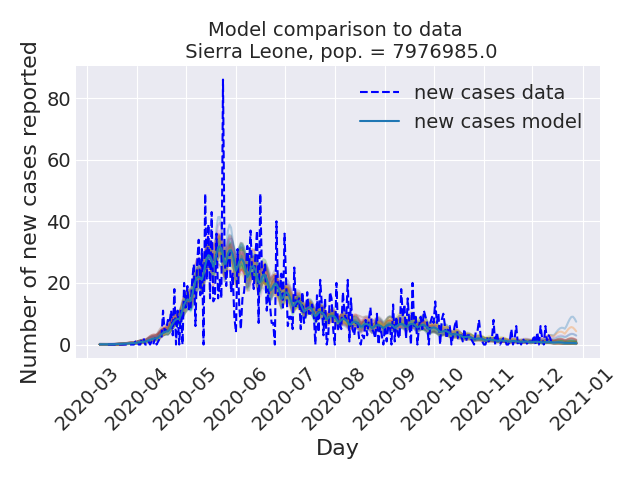 Model comparison to data
Sierra Leone, pop. = 7976985.0
new cases data
new cases model
Number of new cases reported
80
60
40
20
0
2020-03
2020-04
2020-05
2020-06
2020-07
2020-08
2020-09
2020-10
2020-11
2020-12
2021-01
Day